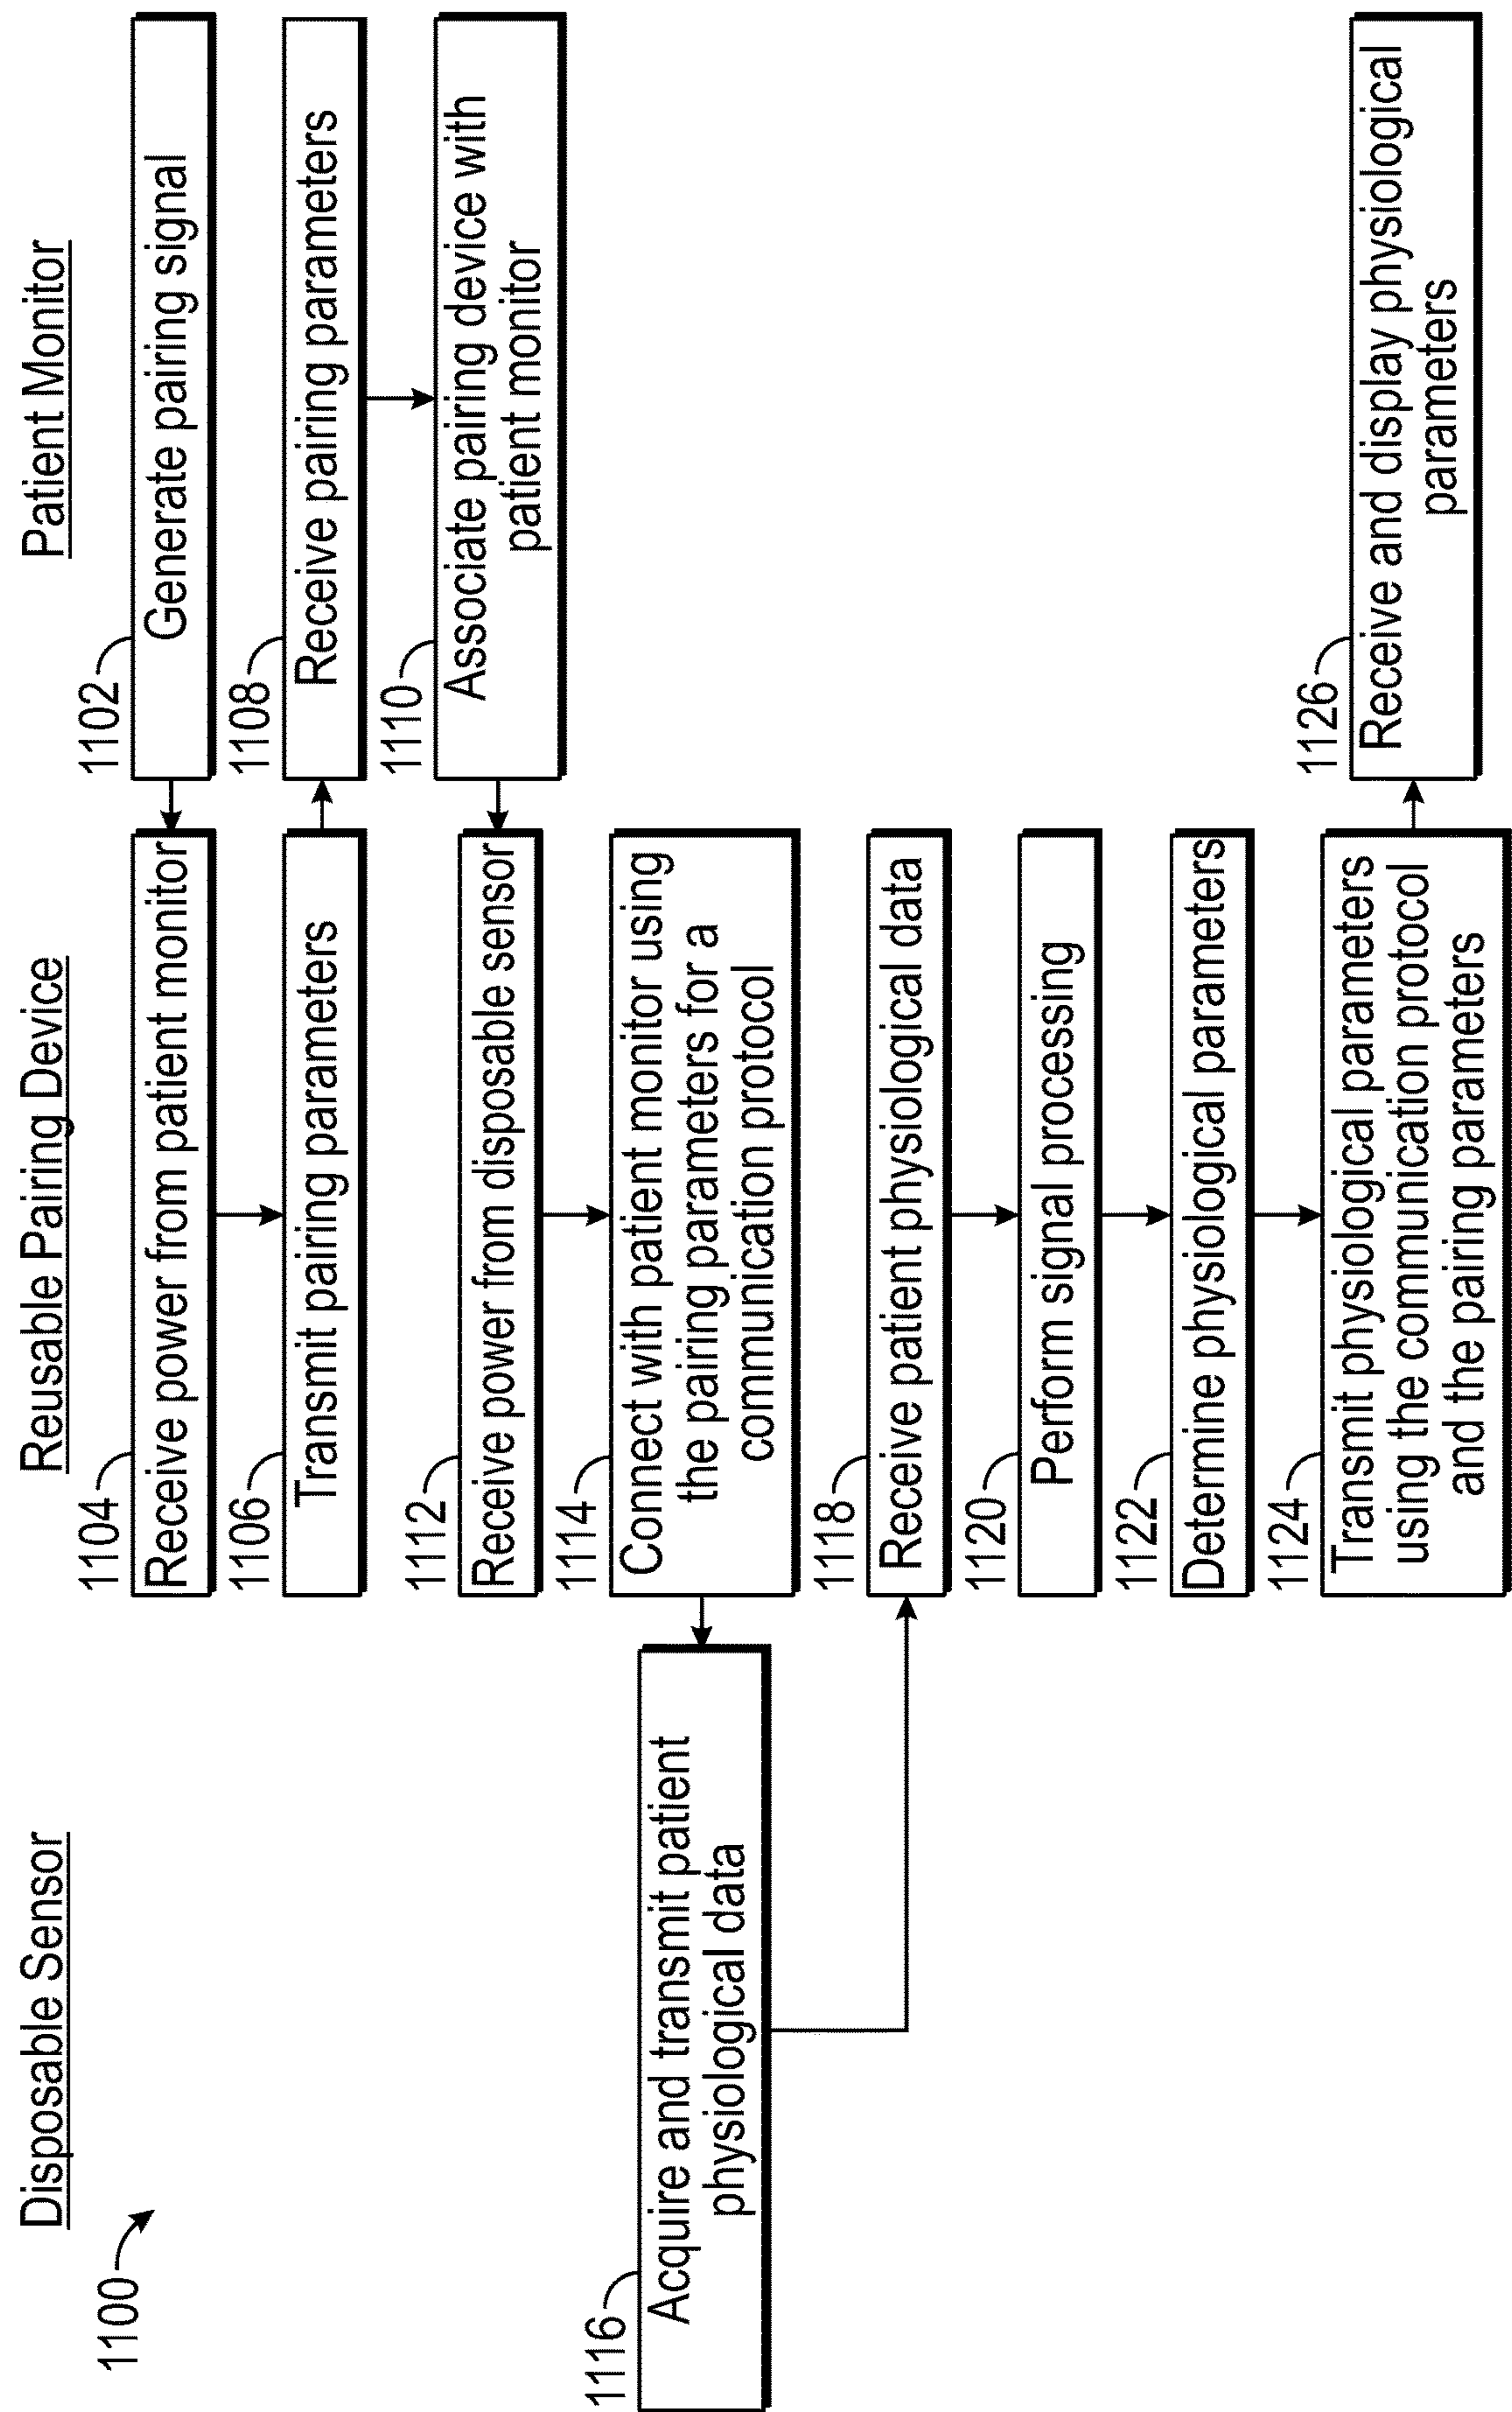 1100
Disposable Sensor
Reusable Pairing Device
Patient Monitor
1102
Generate pairing signal
1104
Receive power from patient monitor
1106
Transmit pairing parameters
1108
Receive pairing parameters
1110
Associate pairing device with
patient monitor
1112
Receive power from disposable sensor
1114
Connect with patient monitor using
the pairing parameters for a
communication protocol
1116
Acquire and transmit patient
physiological data
1118
Receive patient physiological data
1120
Perform signal processing
1122
Determine physiological parameters
1124
Transmit physiological parameters
using the communication protocol
and the pairing parameters
1126
Receive and display physiological
parameters